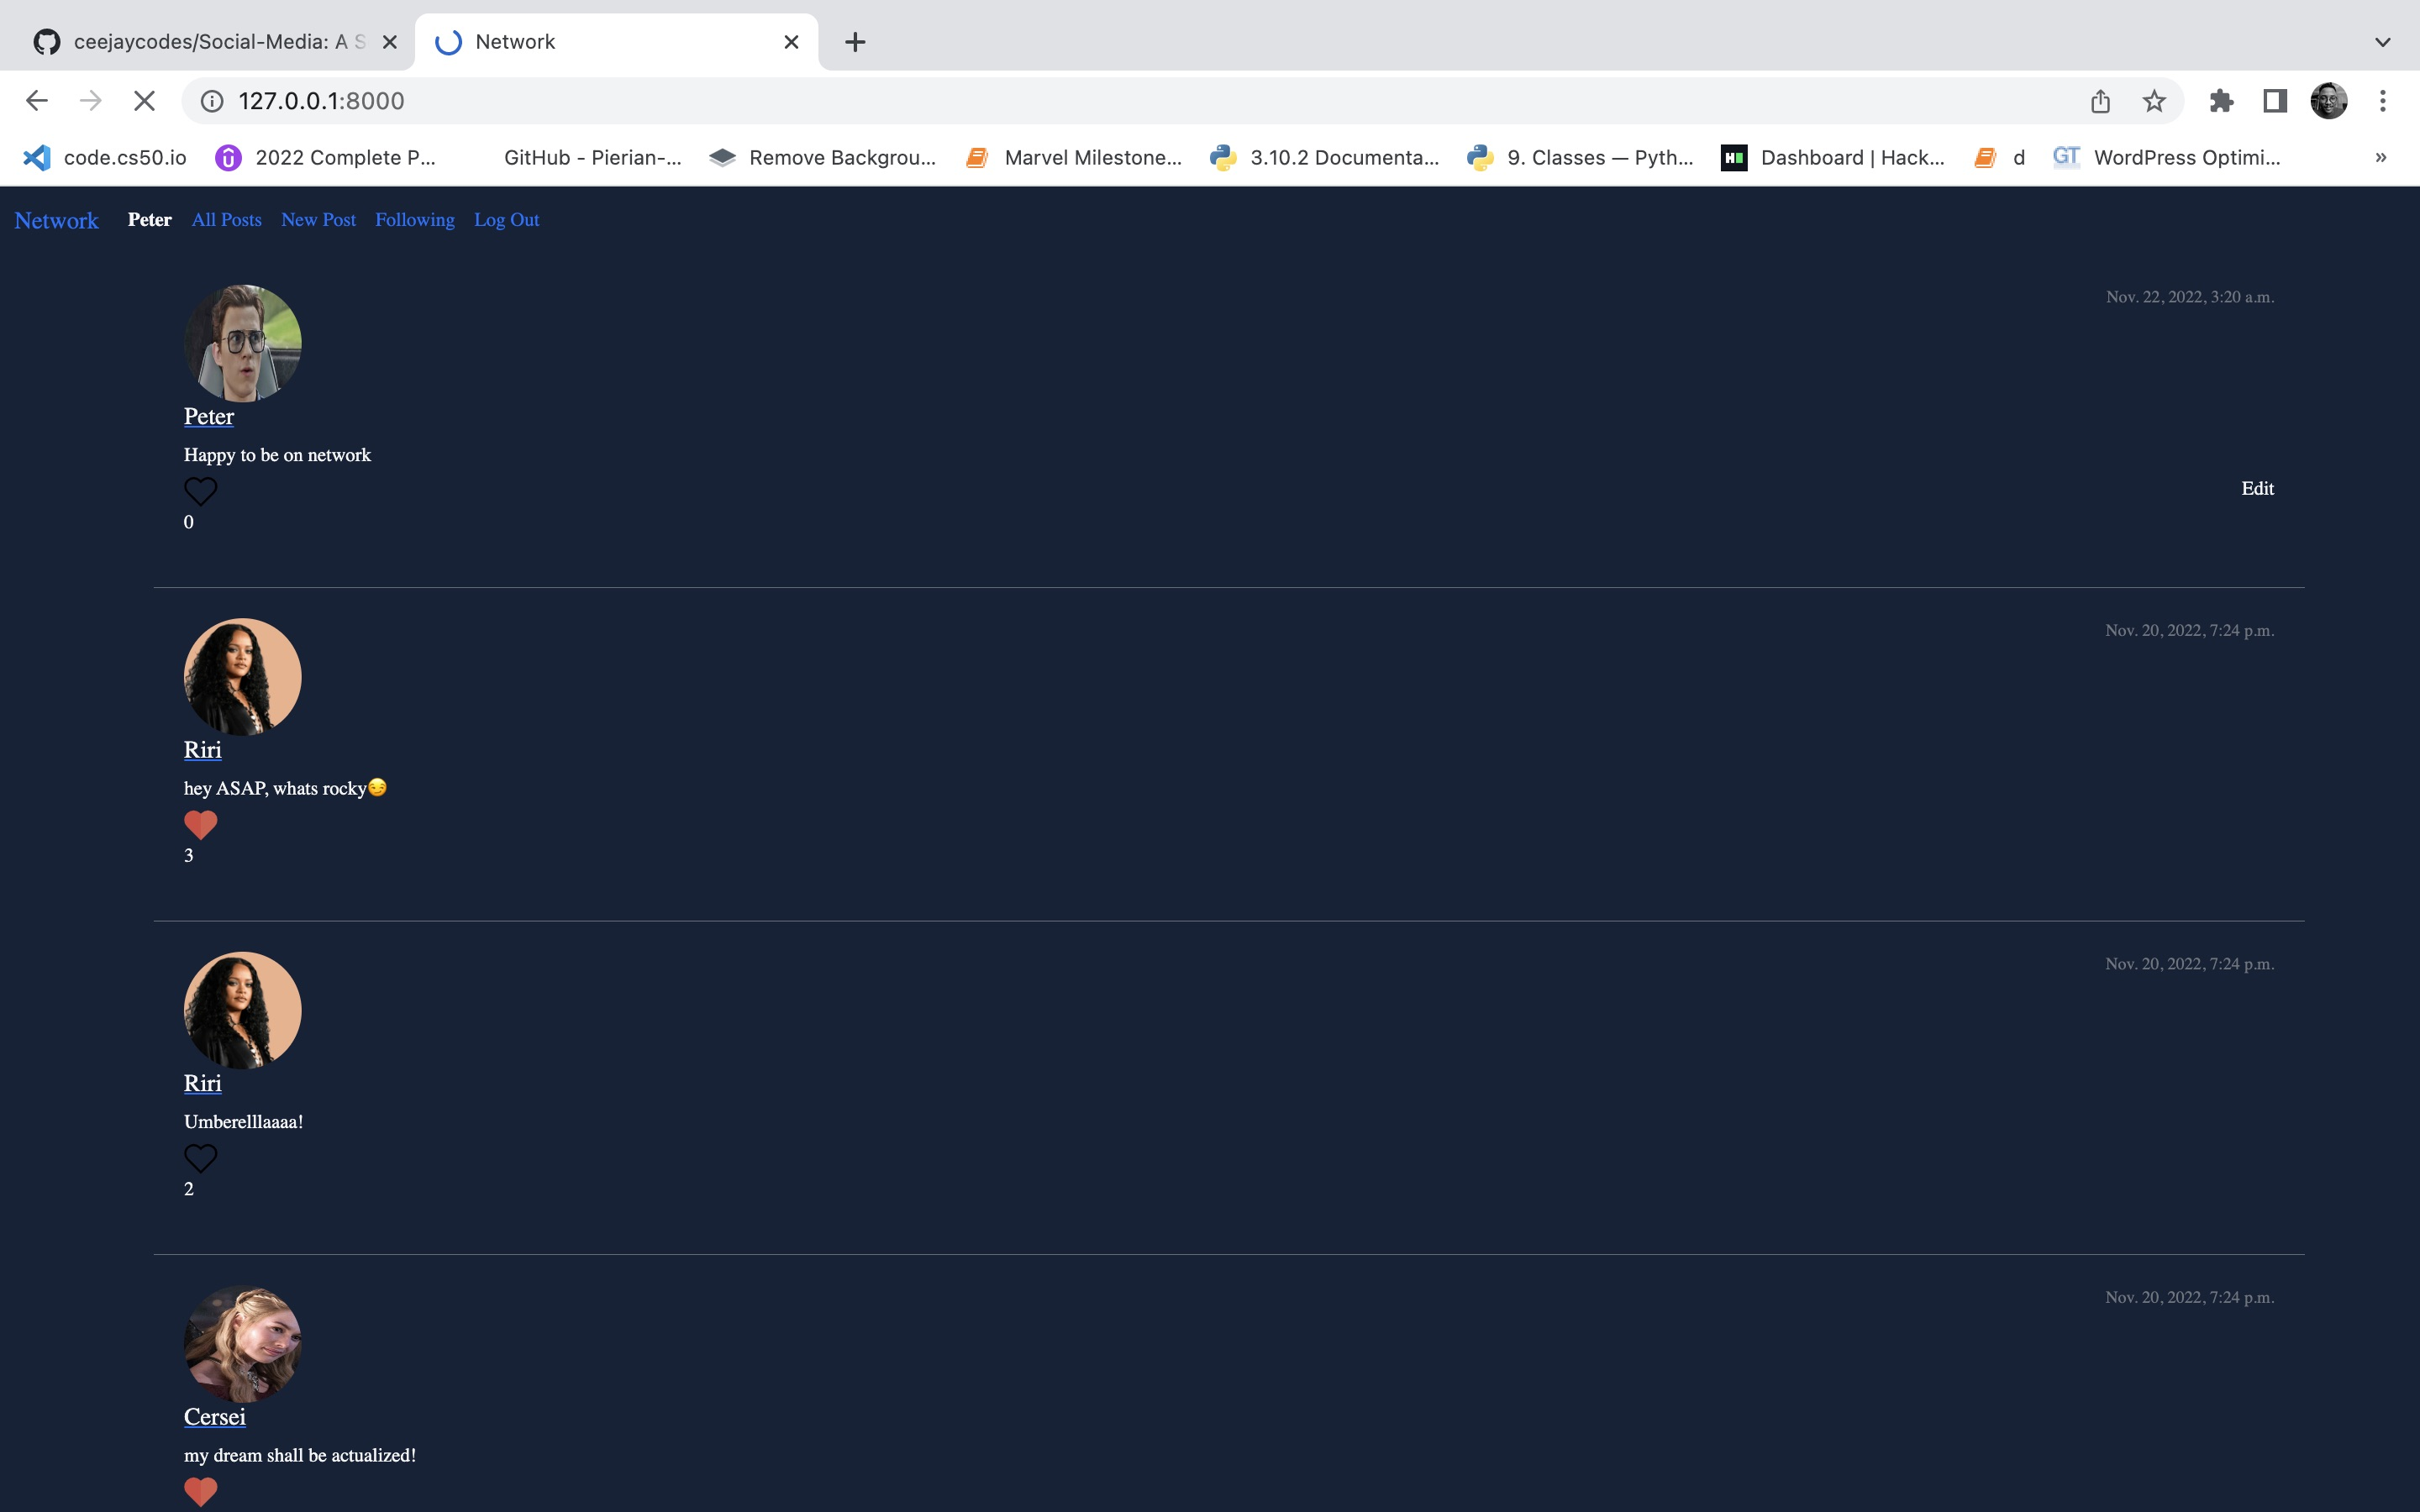 ceejaycodes/Social-Media: A S
Network
127.0.0.1:8000
code.cs50.io
2022 Complete P...
GitHub - Pierian-...
Remove Backgrou...
Marvel Milestone...
3.10.2 Documenta...
9. Classes — Pyth...
Dashboard | Hack...
d
GT WordPress Optimi...
»
Network Peter All Posts New Post Following Log Out
Nov. 22, 2022, 3:20 a.m.
Peter
Happy to be on network
Edit
0
Nov. 20, 2022, 7:24 p.m.
Riri
hey ASAP, whats rocky😏
3
Nov. 20, 2022, 7:24 p.m.
Riri
Umberelllaaaa!
2
Nov. 20, 2022, 7:24 p.m.
Cersei
my dream shall be actualized!